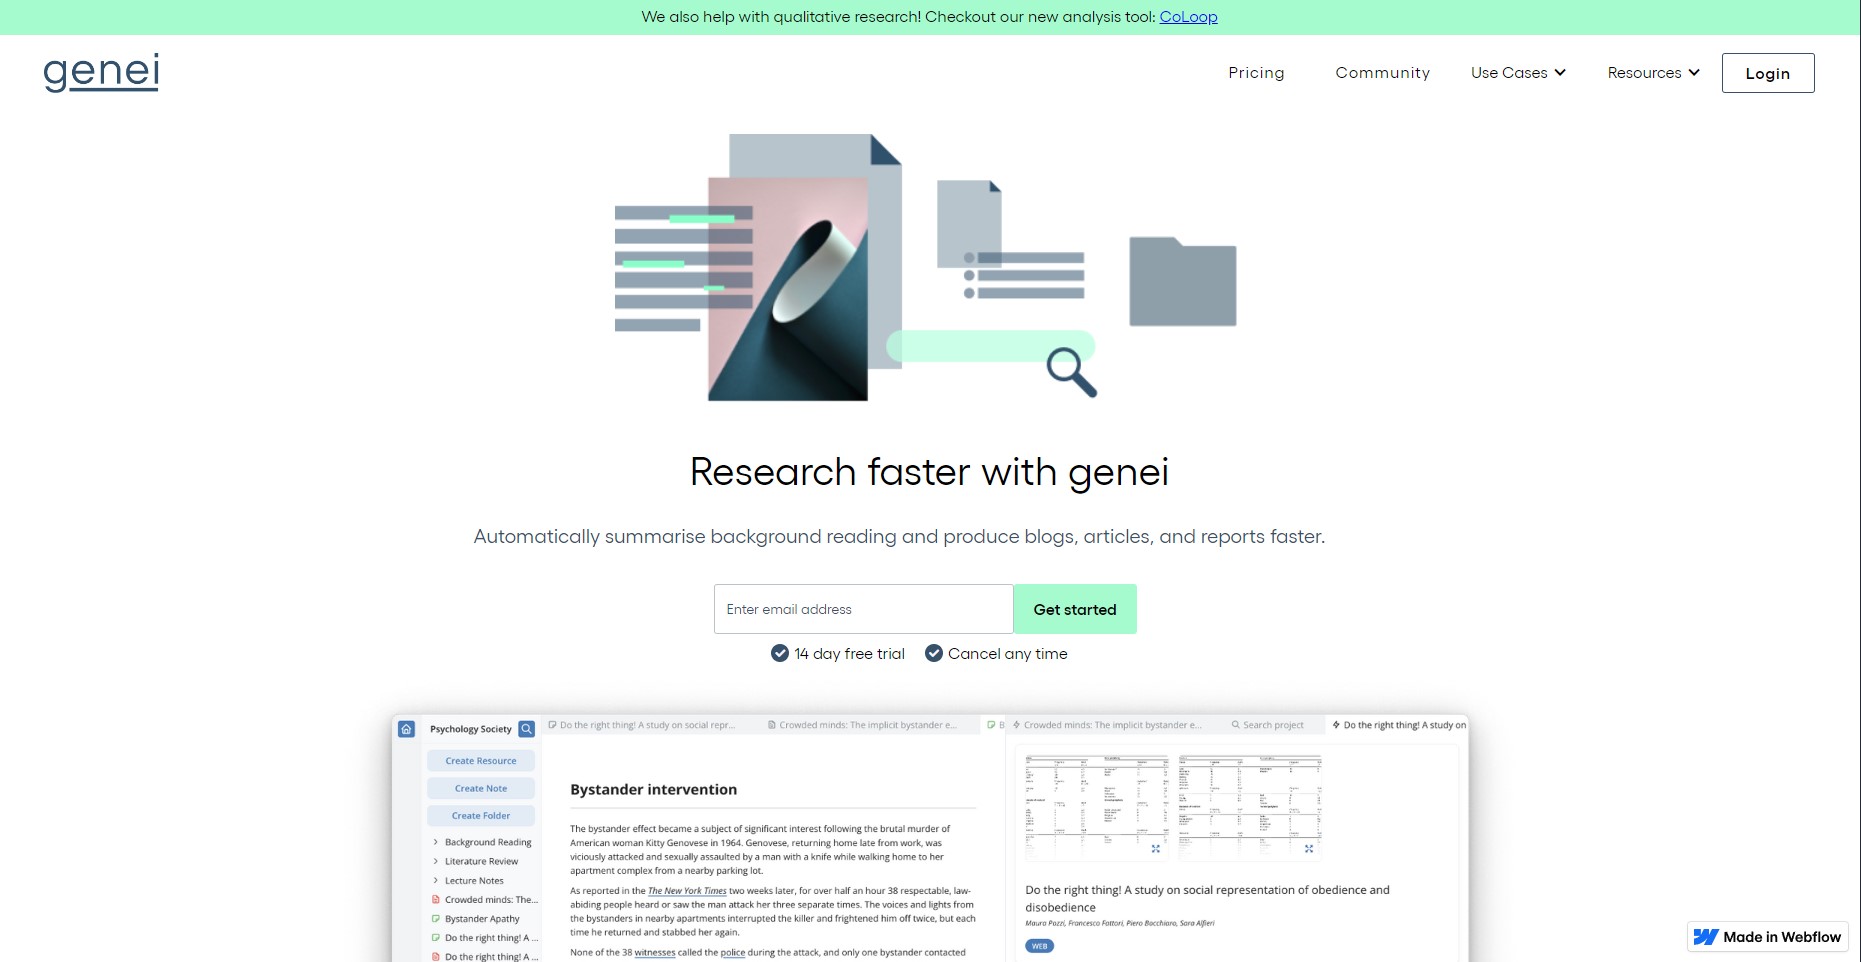 We also help with qualitative research! Checkout our new analysis tool: CoLoop
genei
Pricing
Community
Use Cases
Resources
Login
Research faster with genei
Automatically summarise background reading and produce blogs, articles, and reports faster.
Enter email address
Get started
14 day free trial
Cancel any time
Psychology Society
Create Resource
Create Note
Create Folder
Background Reading
Literature Review
Lecture Notes
Crowded minds: The...
Bystander Apathy
Do the right thing! A ...
Do the right thing! A ...
Do the right thing! A study on social repr...
Crowded minds: The implicit bystander e...
B
Bystander intervention
The bystander effect became a subject of significant interest following the brutal murder of
American woman Kitty Genovese in 1964. Genovese, returning home late from work, was
viciously attacked and sexually assaulted by a man with a knife while walking home to her
apartment complex from a nearby parking lot.
As reported in the The New York Times two weeks later, for over half an hour 38 respectable, law-
abiding people heard or saw the man attack her three separate times. The voices and lights from
the bystanders in nearby apartments interrupted the killer and frightened him off twice, but each
time he returned and stabbed her again.
None of the 38 witnesses called the police during the attack, and only one bystander contacted
Crowded minds: The implicit bystander e...
Search project
Do the right thing! A study on
Do the right thing! A study on social representation of obedience and
disobedience
Maura Pozzi, Francesco Fattori, Piero Bocchiaro, Sara Alfieri
WEB
Made in Webflow